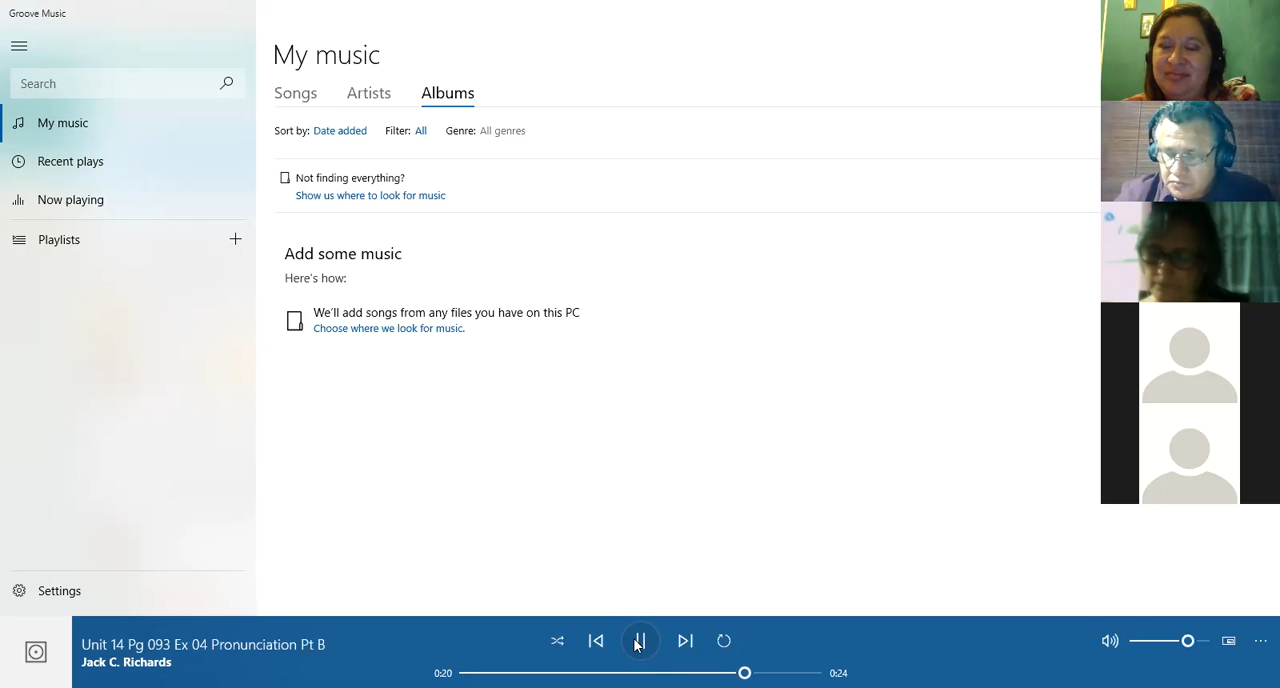 Groove Music
Search
My music
Recent plays
Now playing
Playlists
Settings
My music
Songs Artists Albums
Sort by: Date added Filter: All Genre: All genres
Not finding everything?
Show us where to look for music
Add some music
Here's how:
We'll add songs from any files you have on this PC
Choose where we look for music.
Unit 14 Pg 093 Ex 04 Pronunciation Pt B
Jack C. Richards
0:20
0:24